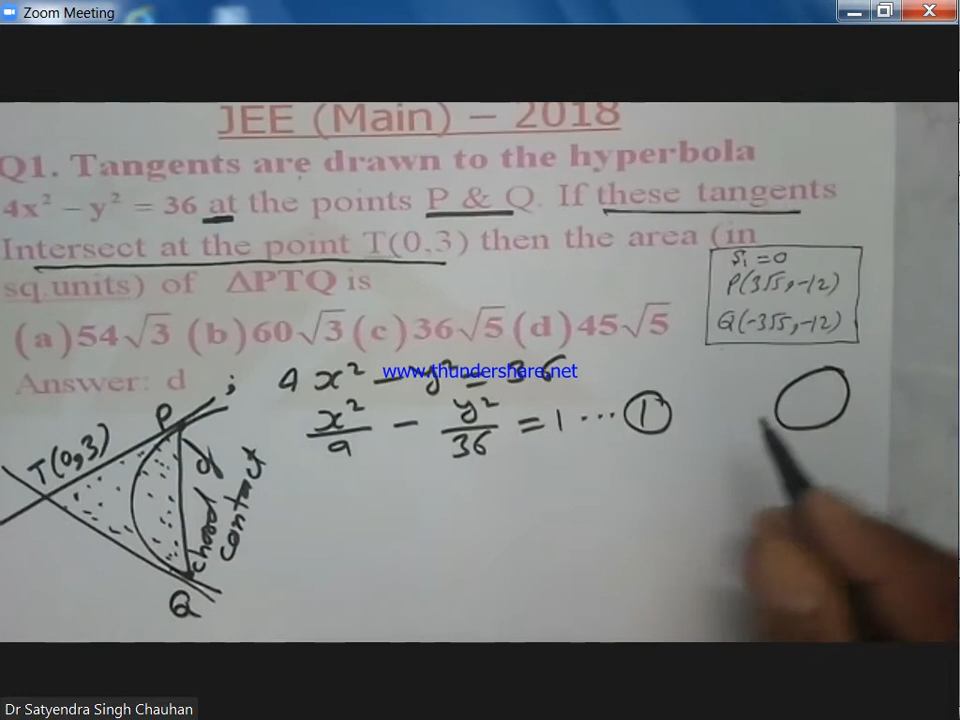 Zoom Meeting
JEE (Main) – 2018
Q1. Tangents are drawn to the hyperbola
4x² – y² = 36 at the points P & Q. If these tangents
Intersect at the point T(0,3) then the area (in
sq.units) of ΔPTQ is
(a) 54√3 (b) 60√3 (c) 36√5 (d) 45√5
Answer: d ; 4x² – y² = 36
www.thundershare.net
x²/9 – y²/36 = 1 ... ①
S₁ = 0
P(3√5, -12)
Q(-3√5, -12)
P
T(0,3)
Q
chord of
contact
Dr Satyendra Singh Chauhan